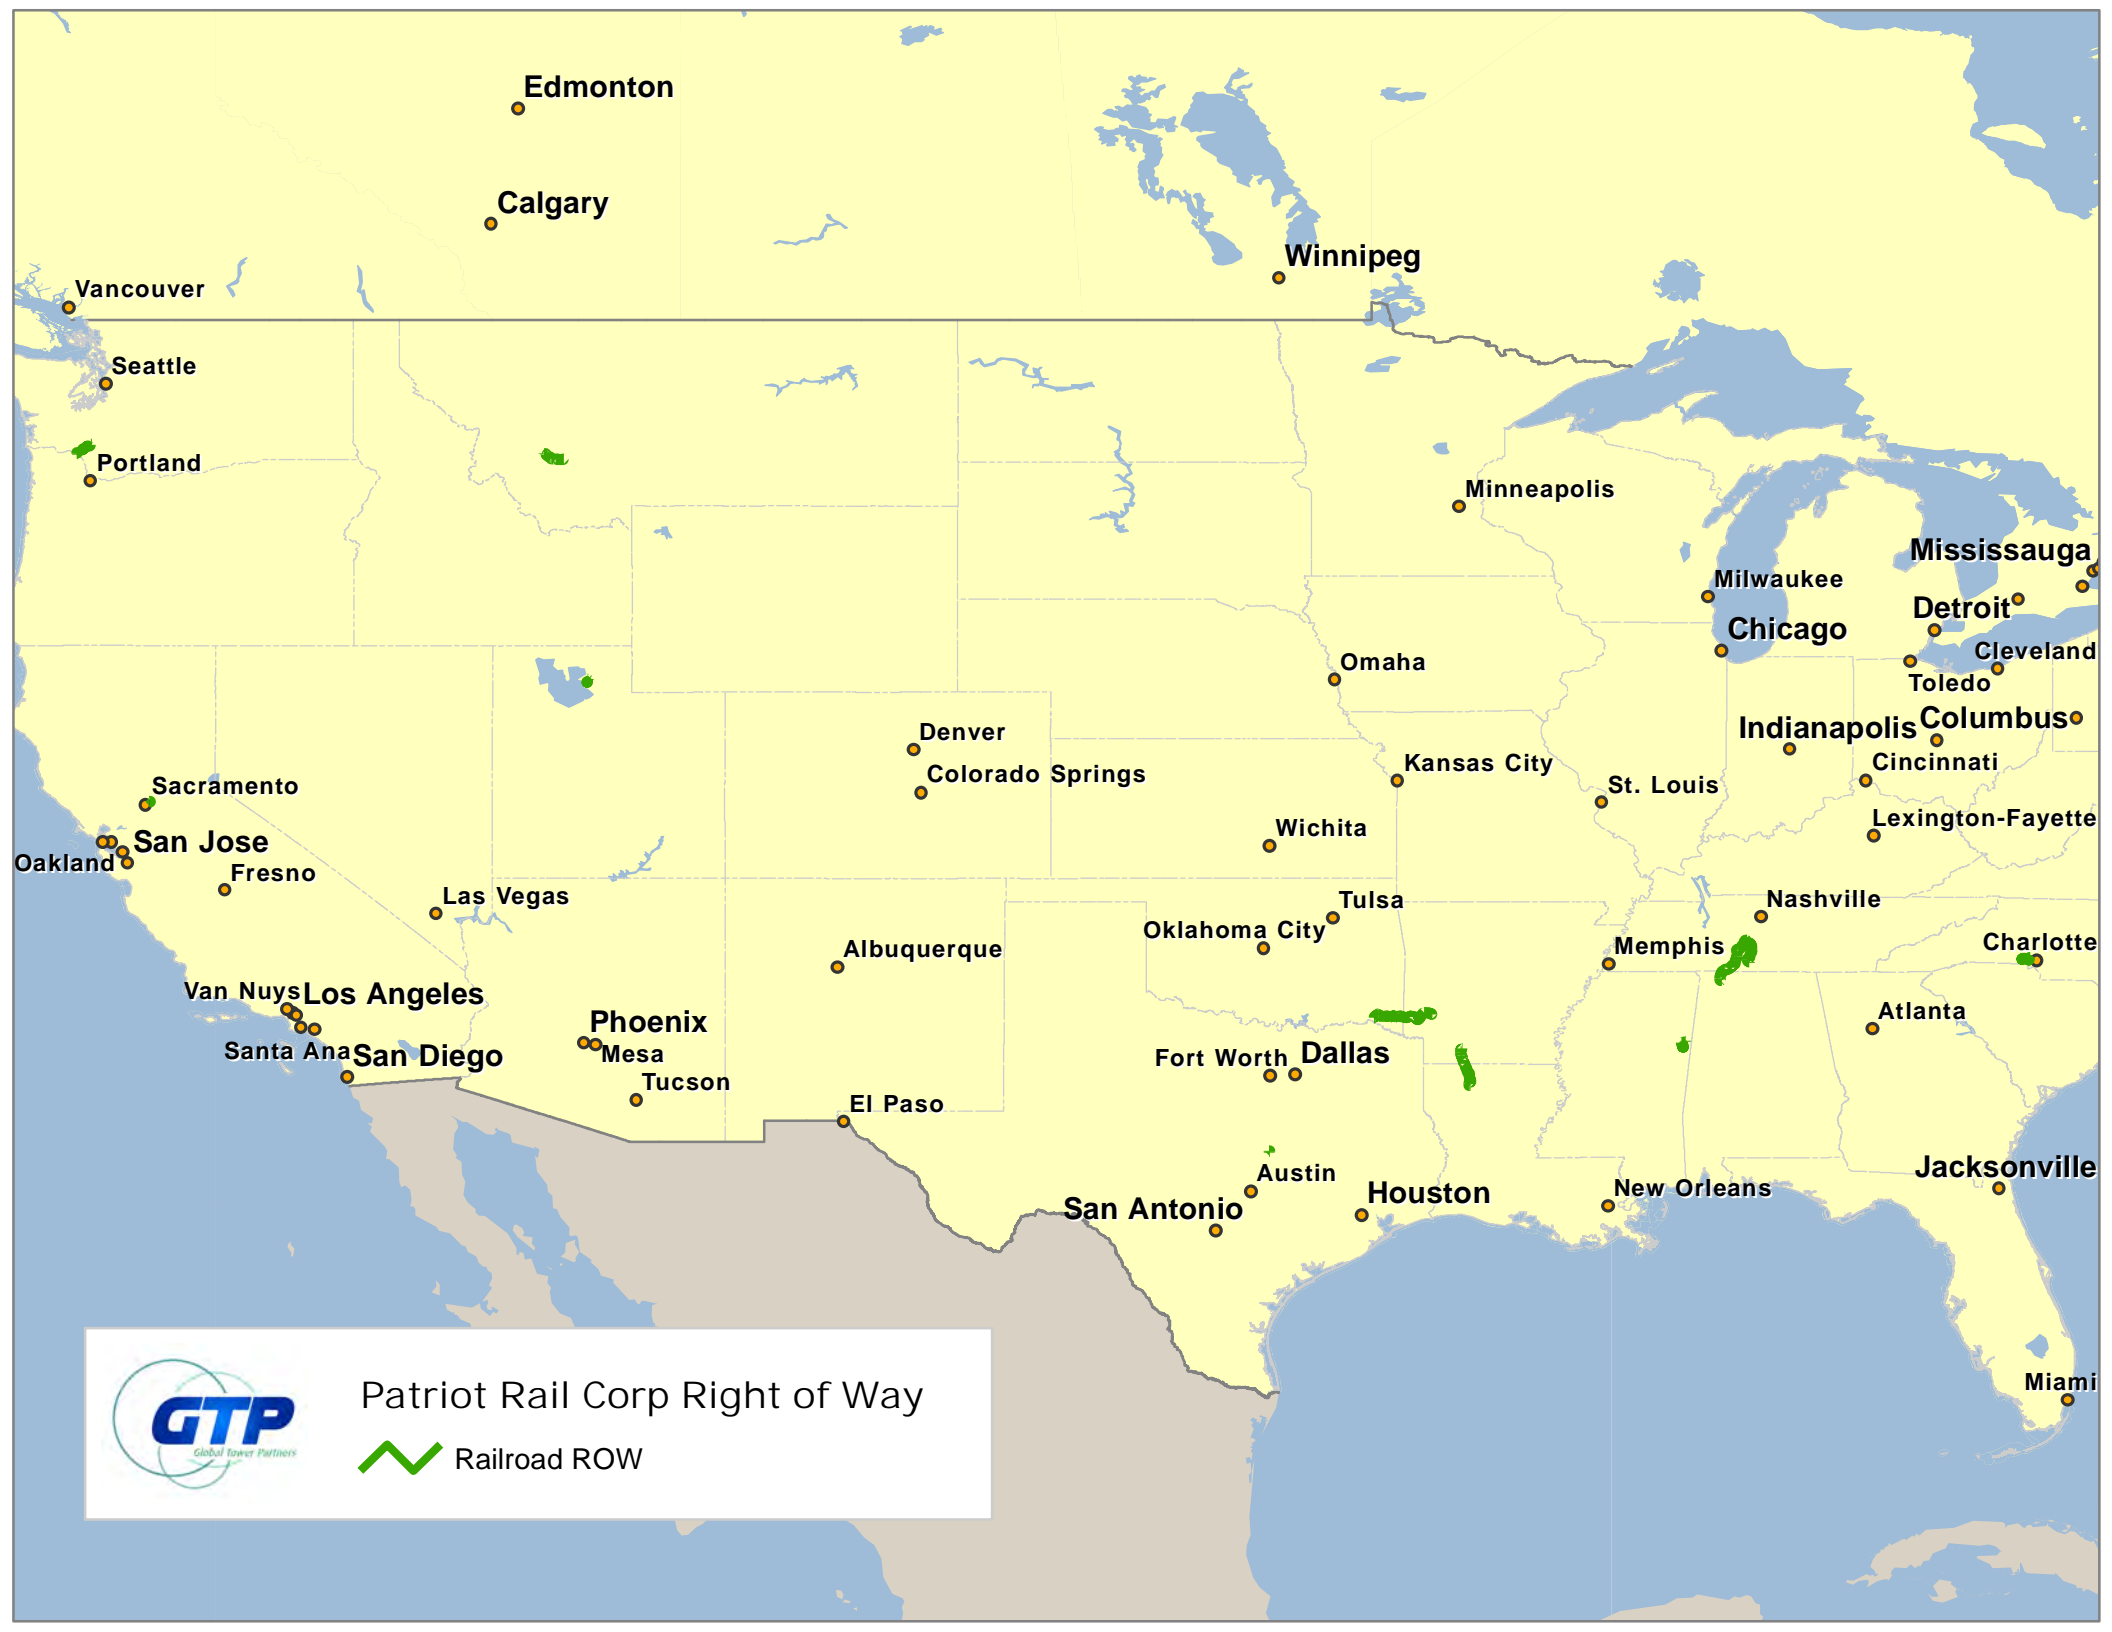 Edmonton
Calgary
Winnipeg
Vancouver
Seattle
Portland
Minneapolis
Mississauga
Milwaukee
Detroit
Chicago
Cleveland
Omaha
Toledo
Indianapolis
Columbus
Denver
Kansas City
Cincinnati
Colorado Springs
St. Louis
Sacramento
Lexington-Fayette
Wichita
San Jose
Oakland
Fresno
Las Vegas
Tulsa
Nashville
Oklahoma City
Albuquerque
Memphis
Charlotte
Van Nuys
Los Angeles
Phoenix
Atlanta
Santa Ana
San Diego
Mesa
Fort Worth
Dallas
Tucson
El Paso
Austin
Jacksonville
San Antonio
Houston
New Orleans
Miami
GTP
Global Tower Partners
Patriot Rail Corp Right of Way
Railroad ROW